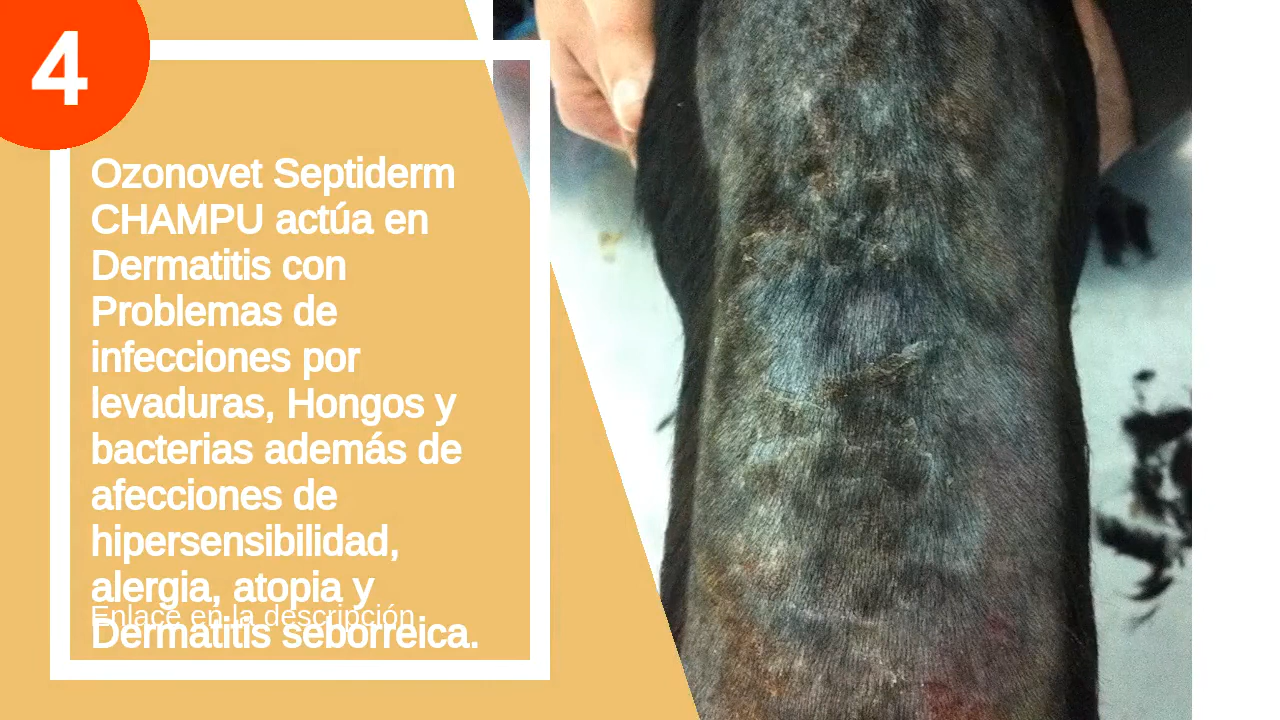 4
Ozonovet Septiderm
CHAMPU actúa en
Dermatitis con
Problemas de
infecciones por
levaduras, Hongos y
bacterias además de
afecciones de
hipersensibilidad,
alergia, atopia y
Enlace en la descripción
Dermatitis seborreica.